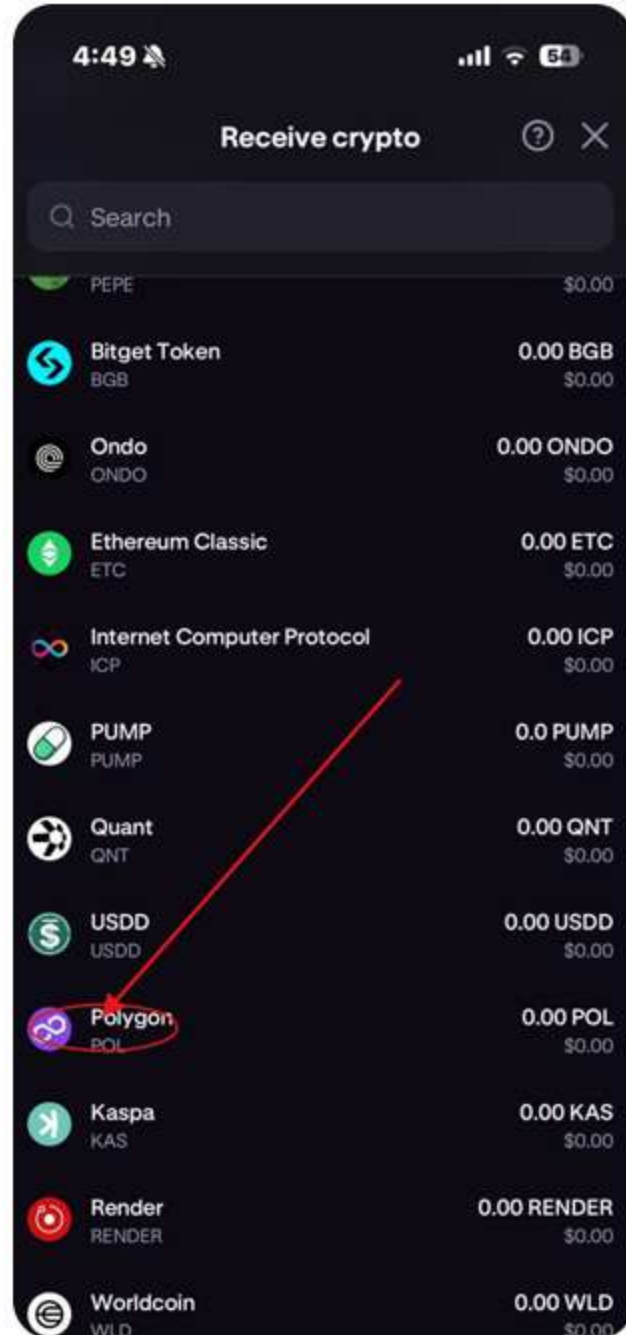 4:49
54
Receive crypto
Search
PEPE $0.00
Bitget Token 0.00 BGB
BGB $0.00
Ondo 0.00 ONDO
ONDO $0.00
Ethereum Classic 0.00 ETC
ETC $0.00
Internet Computer Protocol 0.00 ICP
ICP $0.00
PUMP 0.0 PUMP
PUMP $0.00
Quant 0.00 QNT
QNT $0.00
USDD 0.00 USDD
USDD $0.00
Polygon 0.00 POL
POL $0.00
Kaspa 0.00 KAS
KAS $0.00
Render 0.00 RENDER
RENDER $0.00
Worldcoin 0.00 WLD
WLD $0.00